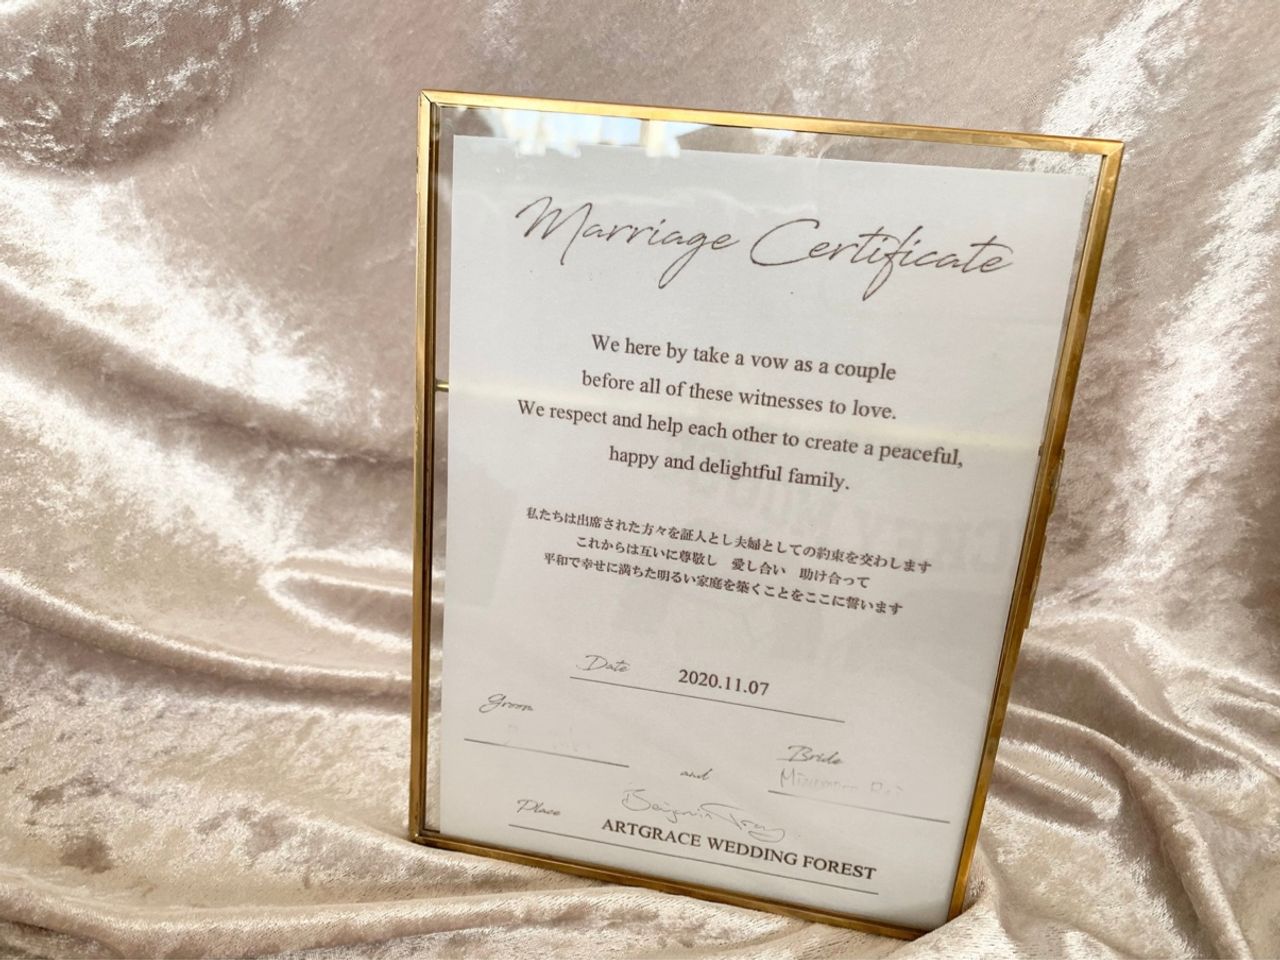 Marriage Certificate
We here by take a vow as a couple
before all of these witnesses to love.
We respect and help each other to create a peaceful,
happy and delightful family.
私たちは出席された方々を証人とし夫婦としての約束を交わします
これからは互いに尊敬し 愛し合い 助け合って
平和で幸せに満ちた明るい家庭を築くことをここに誓います
Date 2020.11.07
Groom
Bride
and
Place
ARTGRACE WEDDING FOREST